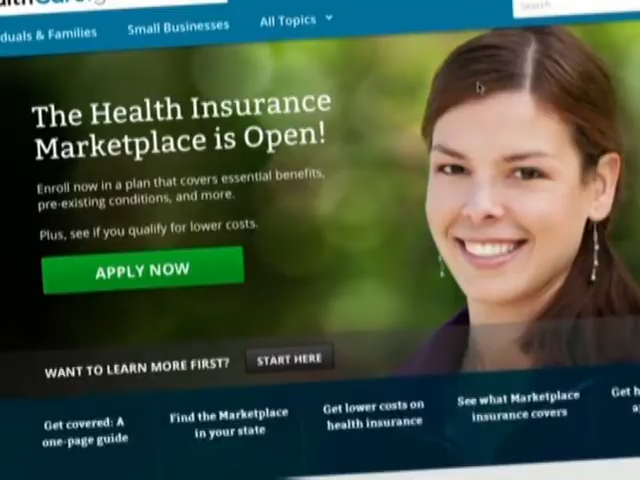 Search
Individuals & Families
Small Businesses
All Topics
The Health Insurance
Marketplace is Open!
Enroll now in a plan that covers essential benefits,
pre-existing conditions, and more.
Plus, see if you qualify for lower costs.
APPLY NOW
WANT TO LEARN MORE FIRST?
START HERE
Get covered: A
one-page guide
Find the Marketplace
in your state
Get lower costs on
health insurance
See what Marketplace
insurance covers